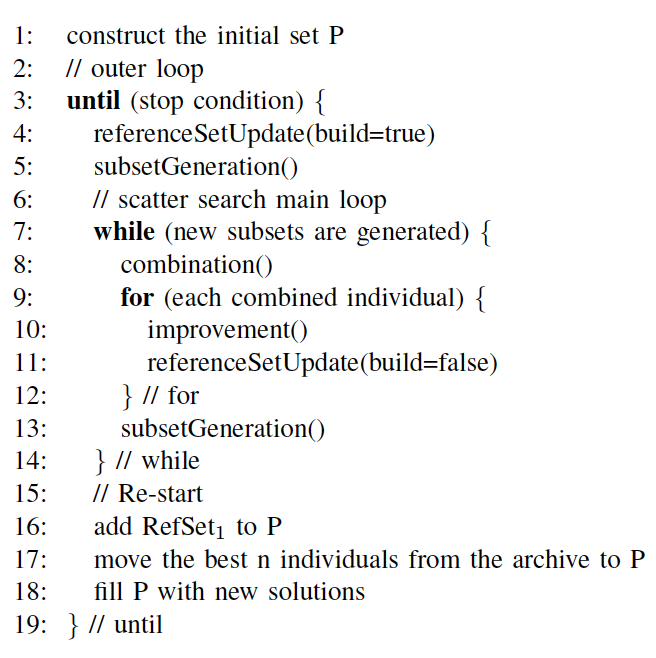 1: construct the initial set P
2: // outer loop
3: until (stop condition) {
4: referenceSetUpdate(build=true)
5: subsetGeneration()
6: // scatter search main loop
7: while (new subsets are generated) {
8: combination()
9: for (each combined individual) {
10: improvement()
11: referenceSetUpdate(build=false)
12: } // for
13: subsetGeneration()
14: } // while
15: // Re-start
16: add RefSet₁ to P
17: move the best n individuals from the archive to P
18: fill P with new solutions
19: } // until